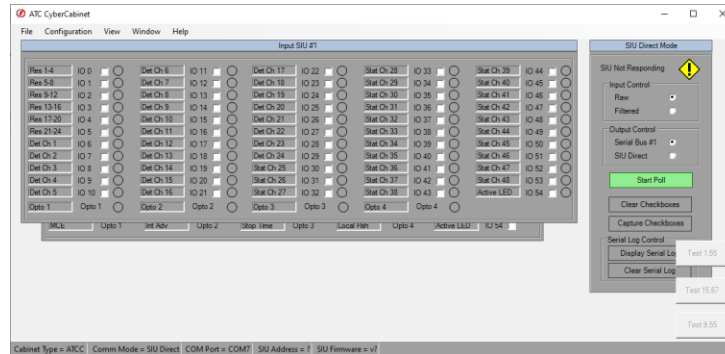 ATC CyberCabinet
File Configuration View Window Help
Input SIU #1
SIU Direct Mode
Res 1-4 IO 0 Det Ch 6 IO 11 Det Ch 17 IO 22 Stat Ch 28 IO 33 Stat Ch 39 IO 44
Res 5-8 IO 1 Det Ch 7 IO 12 Det Ch 18 IO 23 Stat Ch 29 IO 34 Stat Ch 40 IO 45
Res 9-12 IO 2 Det Ch 8 IO 13 Det Ch 19 IO 24 Stat Ch 30 IO 35 Stat Ch 41 IO 46
Res 13-16 IO 3 Det Ch 9 IO 14 Det Ch 20 IO 25 Stat Ch 31 IO 36 Stat Ch 42 IO 47
Res 17-20 IO 4 Det Ch 10 IO 15 Det Ch 21 IO 26 Stat Ch 32 IO 37 Stat Ch 43 IO 48
Res 21-24 IO 5 Det Ch 11 IO 16 Det Ch 22 IO 27 Stat Ch 33 IO 38 Stat Ch 44 IO 49
Det Ch 1 IO 6 Det Ch 12 IO 17 Det Ch 23 IO 28 Stat Ch 34 IO 39 Stat Ch 45 IO 50
Det Ch 2 IO 7 Det Ch 13 IO 18 Det Ch 24 IO 29 Stat Ch 35 IO 40 Stat Ch 46 IO 51
Det Ch 3 IO 8 Det Ch 14 IO 19 Stat Ch 25 IO 30 Stat Ch 36 IO 41 Stat Ch 47 IO 52
Det Ch 4 IO 9 Det Ch 15 IO 20 Stat Ch 26 IO 31 Stat Ch 37 IO 42 Stat Ch 48 IO 53
Det Ch 5 IO 10 Det Ch 16 IO 21 Stat Ch 27 IO 32 Stat Ch 38 IO 43 Active LED IO 54
Opto 1 Opto 1 Opto 2 Opto 2 Opto 3 Opto 3 Opto 4 Opto 4
MCE Opto 1 Int Adv Opto 2 Stop Time Opto 3 Local Flsh Opto 4 Active LED IO 54
SIU Not Responding
Input Control
Raw
Filtered
Output Control
Serial Bus #1
SIU Direct
Start Poll
Clear Checkboxes
Capture Checkboxes
Serial Log Control
Display Serial Log
Clear Serial Log
Test 1.55
Test 15.67
Test 9.55
Cabinet Type = ATCC Comm Mode = SIU Direct COM Port = COM7 SIU Address = ? SIU Firmware = v?